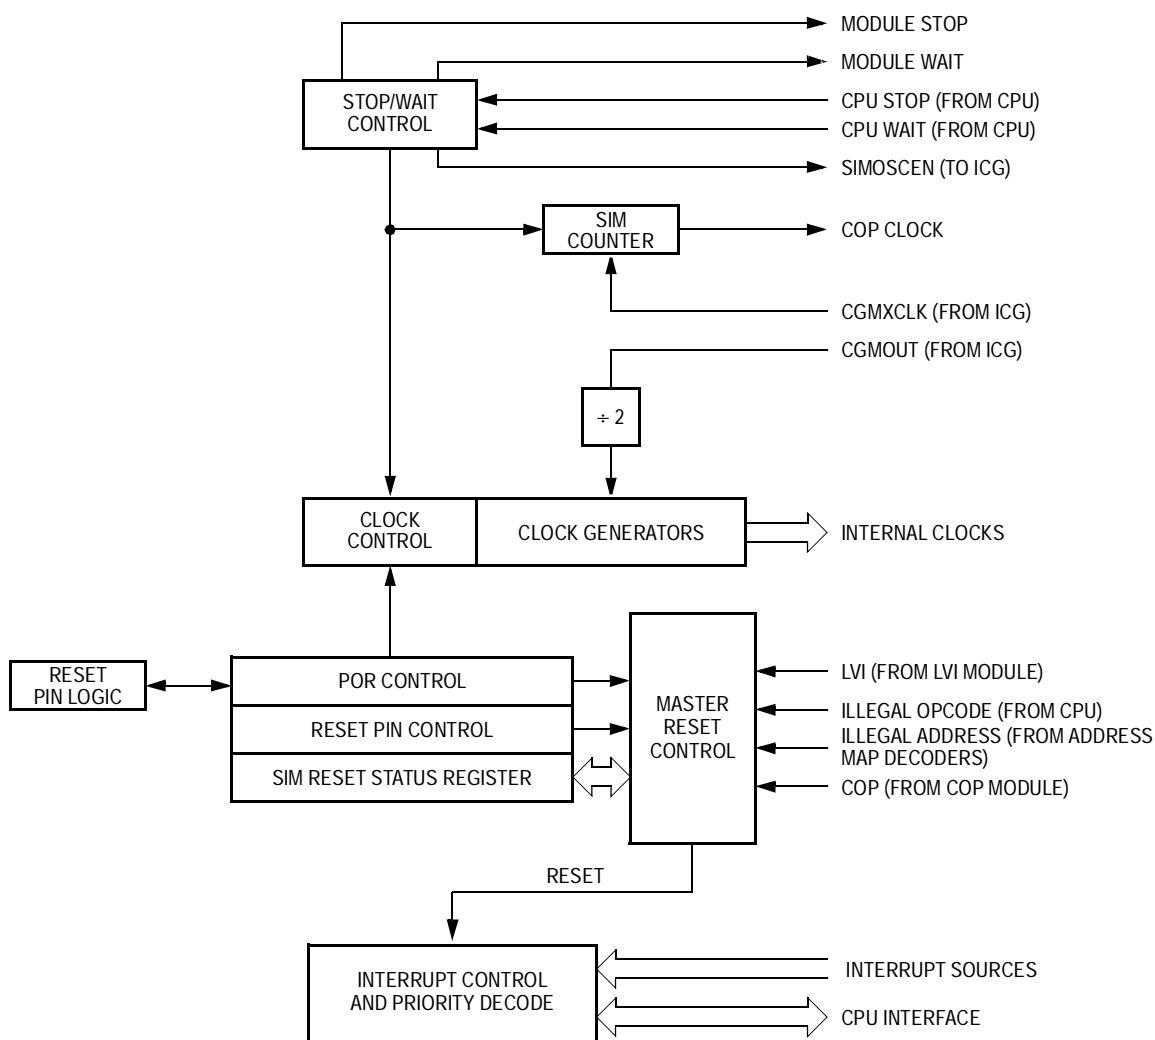 MODULE STOP
MODULE WAIT
STOP/WAIT
CONTROL
CPU STOP (FROM CPU)
CPU WAIT (FROM CPU)
SIMOSCEN (TO ICG)
SIM
COUNTER
COP CLOCK
CGMXCLK (FROM ICG)
CGMOUT (FROM ICG)
÷ 2
CLOCK
CONTROL
CLOCK GENERATORS
INTERNAL CLOCKS
RESET
PIN LOGIC
POR CONTROL
RESET PIN CONTROL
SIM RESET STATUS REGISTER
MASTER
RESET
CONTROL
LVI (FROM LVI MODULE)
ILLEGAL OPCODE (FROM CPU)
ILLEGAL ADDRESS (FROM ADDRESS
MAP DECODERS)
COP (FROM COP MODULE)
RESET
INTERRUPT CONTROL
AND PRIORITY DECODE
INTERRUPT SOURCES
CPU INTERFACE